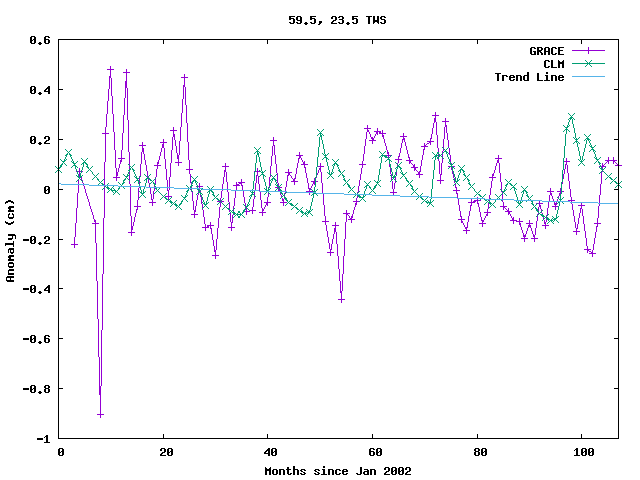 59.5, 23.5 TWS
GRACE
CLM
Trend Line
0.6
0.4
0.2
0
-0.2
-0.4
-0.6
-0.8
-1
Anomaly (cm)
0 20 40 60 80 100
Months since Jan 2002